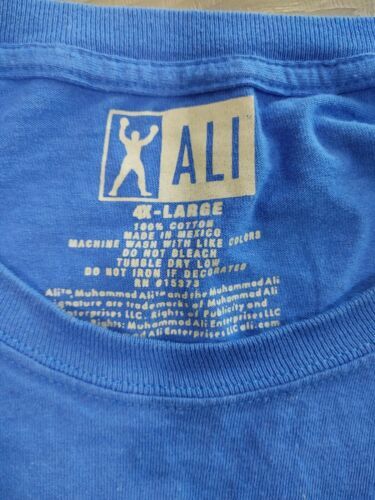 ALI
4X-LARGE
100% COTTON
MADE IN MEXICO
MACHINE WASH WITH LIKE COLORS
DO NOT BLEACH
TUMBLE DRY LOW
DO NOT IRON IF DECORATED
RN #15373
Ali™ Muhammad Ali™ and the Muhammad Ali
Signature are trademarks of Muhammad Ali
Enterprises LLC. Rights of Publicity and
Rights: Muhammad Ali Enterprises LLC
Ali Enterprises LLC ali.com